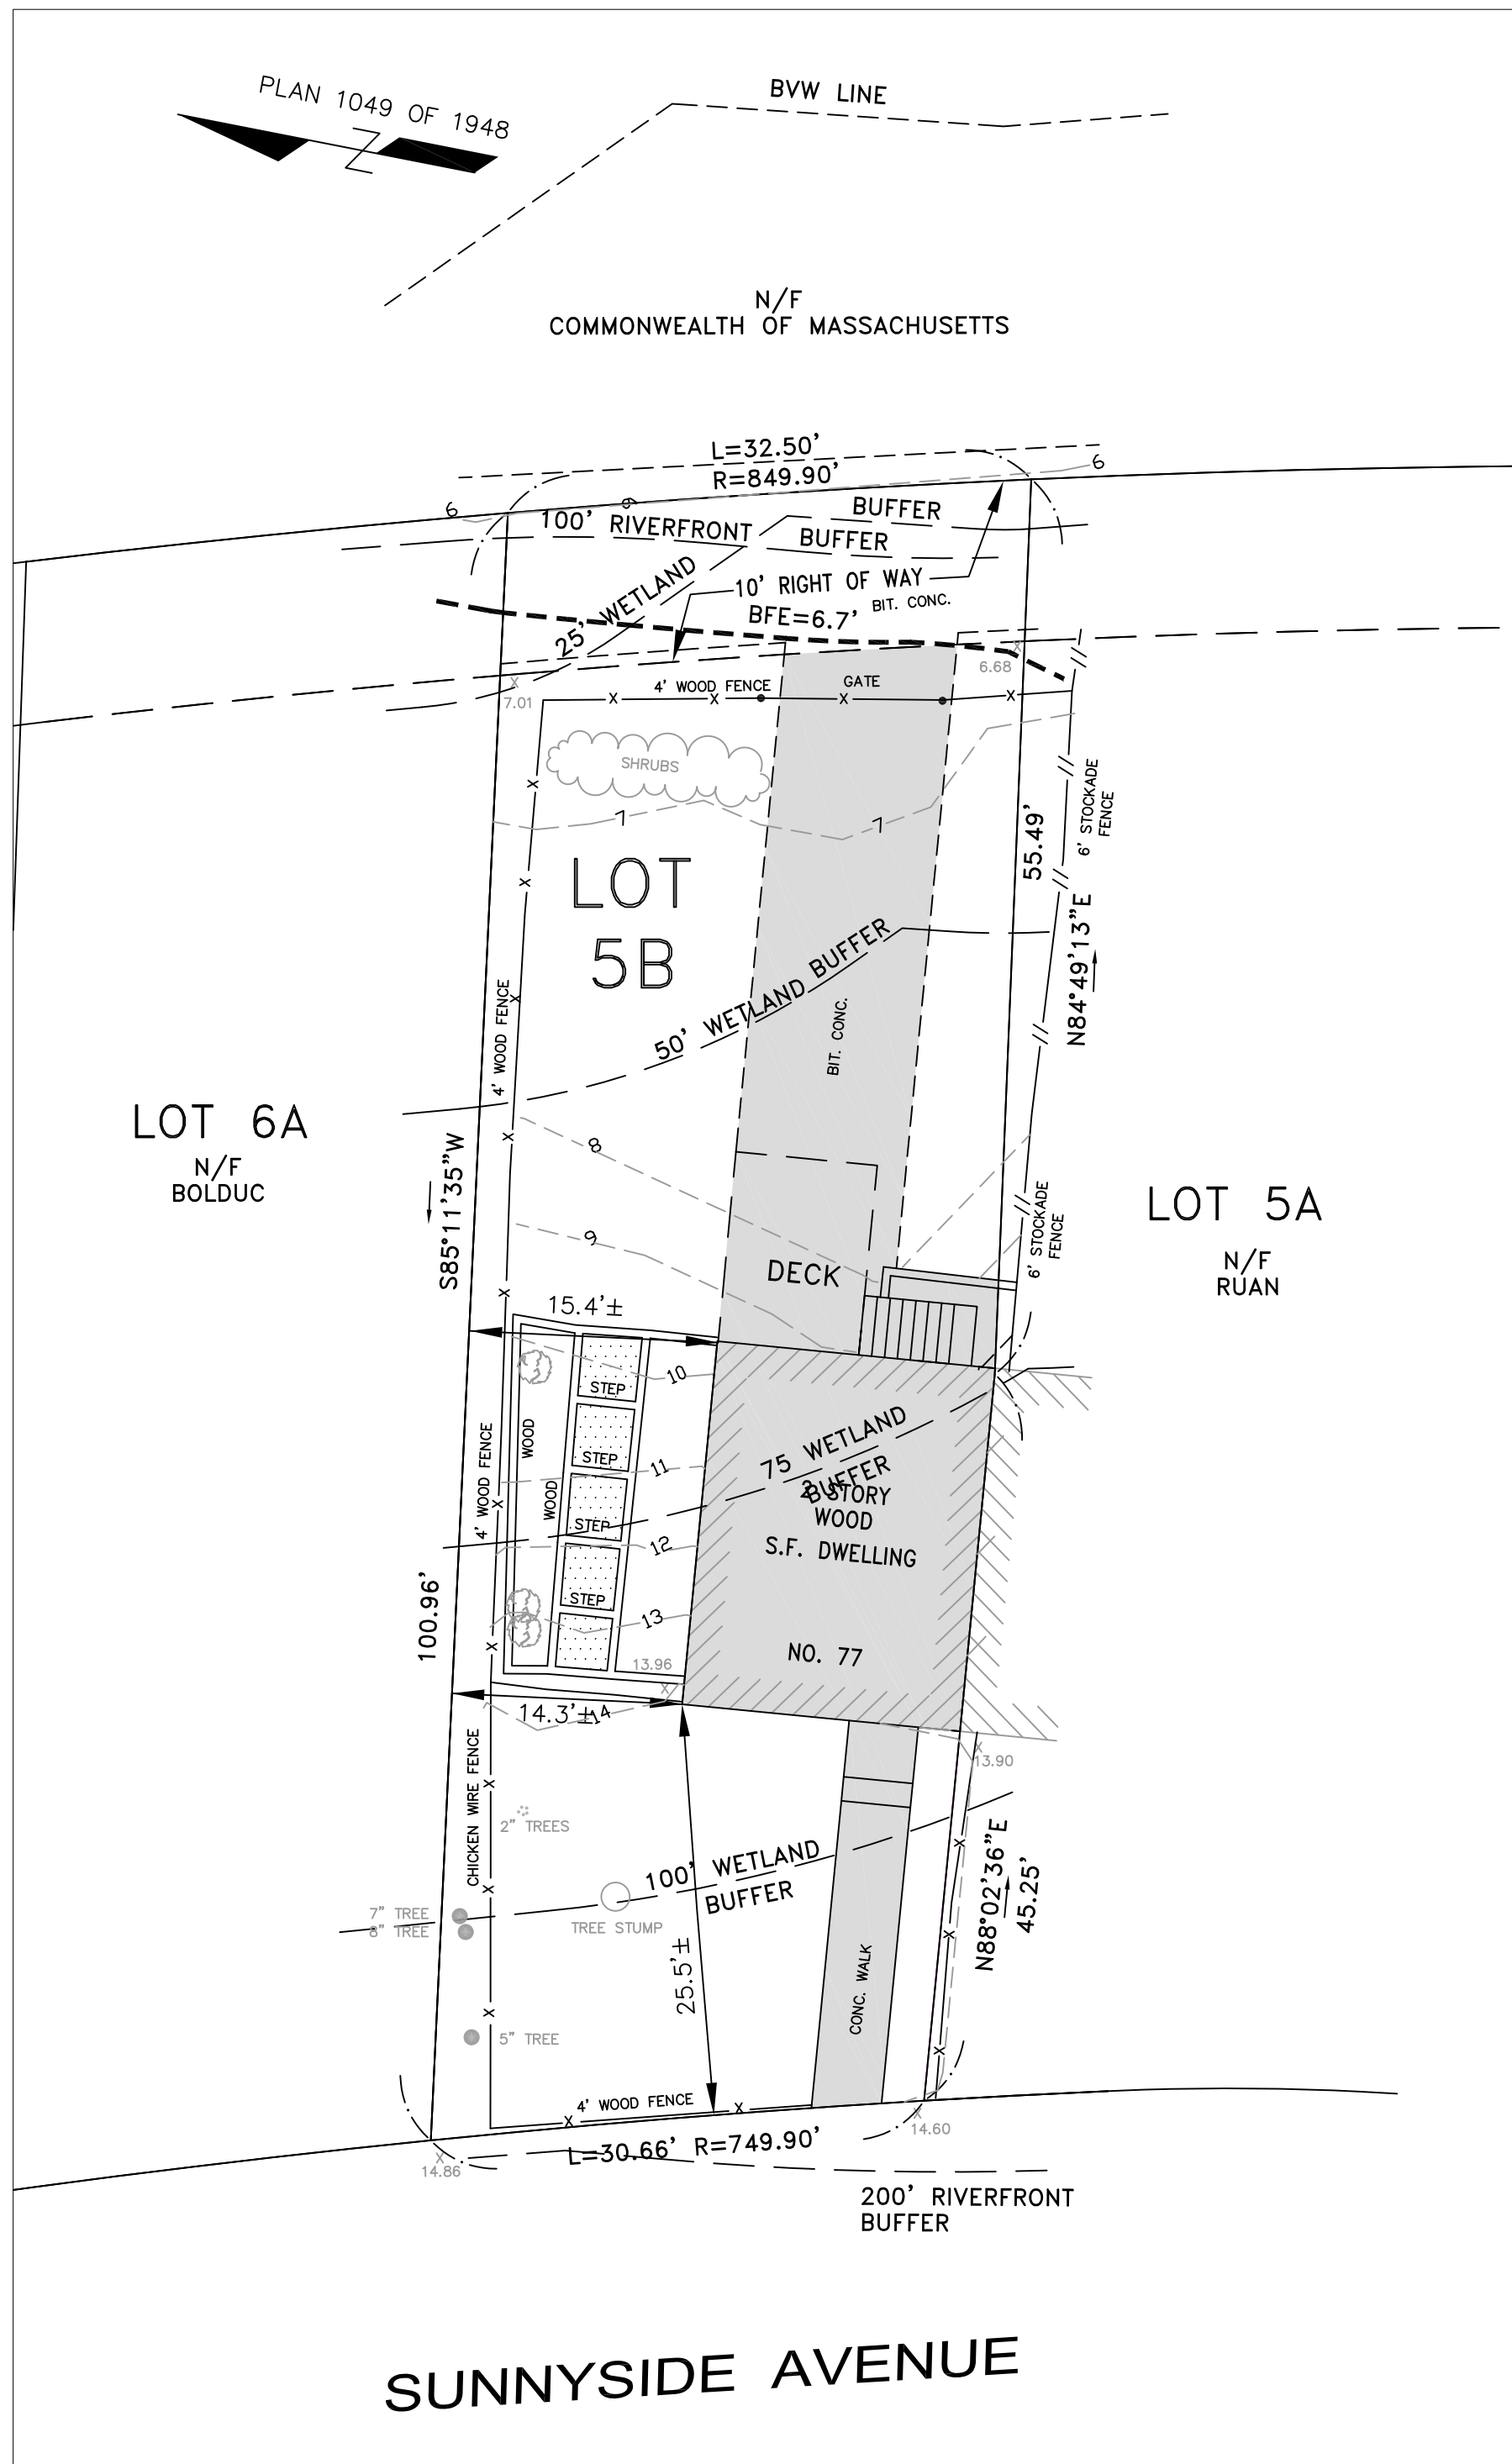 PLAN 1049 OF 1948
BVW LINE
N/F
COMMONWEALTH OF MASSACHUSETTS
L=32.50'
R=849.90'
6
6
6
BUFFER
100' RIVERFRONT
BUFFER
25' WETLAND
10' RIGHT OF WAY
BIT. CONC.
BFE=6.7'
6.68
7.01
4' WOOD FENCE
GATE
SHRUBS
7
7
6' STOCKADE
FENCE
55.49'
N84°49'13"E
LOT
5B
50' WETLAND BUFFER
BIT. CONC.
4' WOOD FENCE
LOT 6A
N/F
BOLDUC
S85°11'35"W
8
9
LOT 5A
N/F
RUAN
6' STOCKADE
FENCE
DECK
15.4'±
10
STEP
WOOD
4' WOOD FENCE
75 WETLAND
BUFFER
11
STEP
WOOD
2 STORY
WOOD
S.F. DWELLING
STEP
12
STEP
13
100.96'
NO. 77
13.96
14.3'±
14
13.90
CHICKEN WIRE FENCE
2" TREES
100' WETLAND
BUFFER
N88°02'36"E
45.25'
7" TREE
8" TREE
TREE STUMP
25.5'±
CONC. WALK
5" TREE
4' WOOD FENCE
14.60
L=30.66' R=749.90'
14.86
200' RIVERFRONT
BUFFER
SUNNYSIDE AVENUE